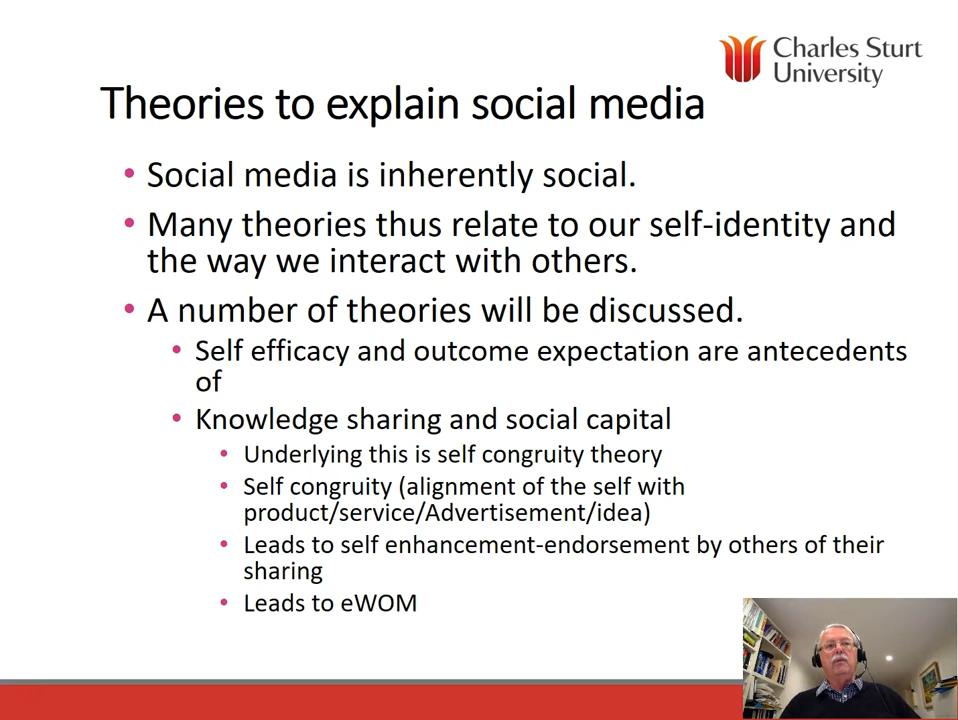 Charles Sturt
University
Theories to explain social media
• Social media is inherently social.
• Many theories thus relate to our self-identity and
the way we interact with others.
• A number of theories will be discussed.
• Self efficacy and outcome expectation are antecedents
of
• Knowledge sharing and social capital
• Underlying this is self congruity theory
• Self congruity (alignment of the self with
product/service/Advertisement/idea)
• Leads to self enhancement-endorsement by others of their
sharing
• Leads to eWOM